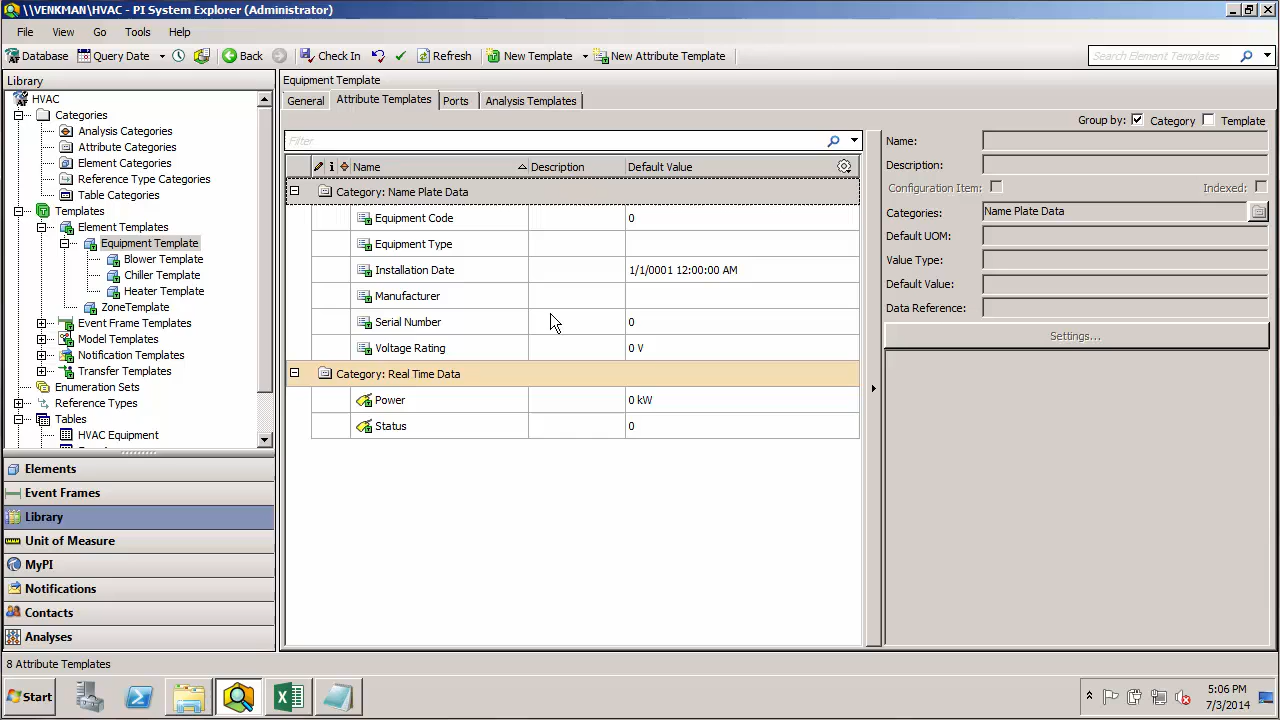 \\VENKMAN\HVAC - PI System Explorer (Administrator)
File View Go Tools Help
Database Query Date Back Check In Refresh New Template New Attribute Template Search Element Templates
Library
HVAC
Categories
Analysis Categories
Attribute Categories
Element Categories
Reference Type Categories
Table Categories
Templates
Element Templates
Equipment Template
Blower Template
Chiller Template
Heater Template
ZoneTemplate
Event Frame Templates
Model Templates
Notification Templates
Transfer Templates
Enumeration Sets
Reference Types
Tables
HVAC Equipment
Elements
Event Frames
Library
Unit of Measure
MyPI
Notifications
Contacts
Analyses
Equipment Template
General Attribute Templates Ports Analysis Templates
Group by: Category Template
Filter
Name Description Default Value
Category: Name Plate Data
Equipment Code 0
Equipment Type
Installation Date 1/1/0001 12:00:00 AM
Manufacturer
Serial Number 0
Voltage Rating 0 V
Category: Real Time Data
Power 0 kW
Status 0
Name:
Description:
Configuration Item: Indexed:
Categories: Name Plate Data
Default UOM:
Value Type:
Default Value:
Data Reference:
Settings...
8 Attribute Templates
Start
5:06 PM
7/3/2014